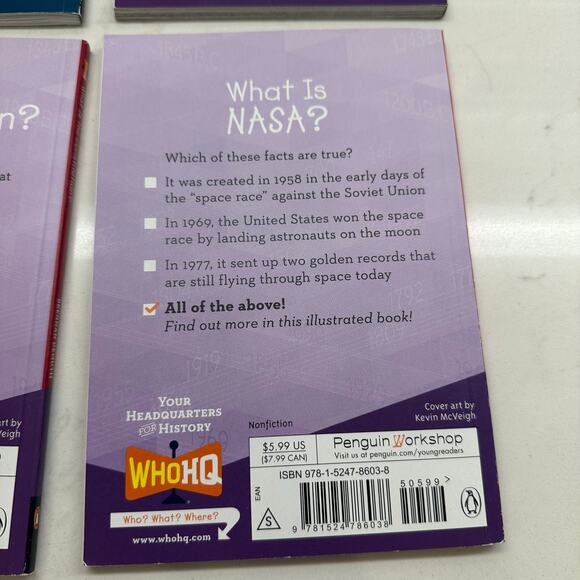 What Is
NASA?
Which of these facts are true?
It was created in 1958 in the early days of
the “space race” against the Soviet Union
In 1969, the United States won the space
race by landing astronauts on the moon
In 1977, it sent up two golden records that
are still flying through space today
All of the above!
Find out more in this illustrated book!
YOUR
HEADQUARTERS
FOR HISTORY
WHOHQ
Who? What? Where?
www.whohq.com
Nonfiction
Cover art by
Kevin McVeigh
$5.99 US
($7.99 CAN)
Penguin Workshop
Visit us at penguin.com/youngreaders
ISBN 978-1-5247-8603-8
50599>
EAN
S
9 781524 786038
n?
at
art by